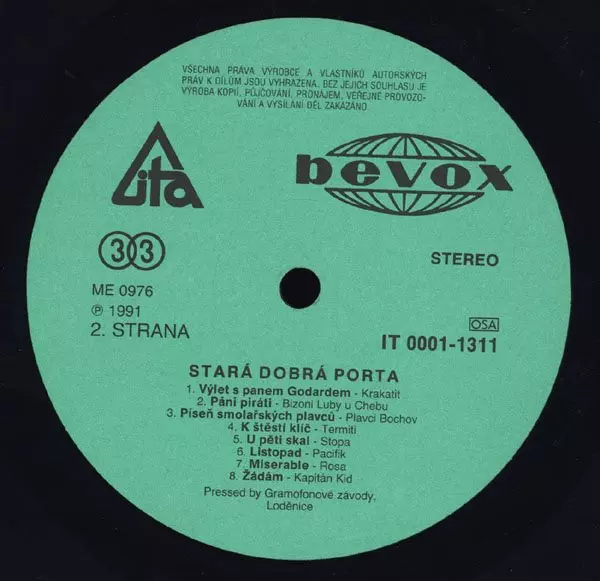 VŠECHNA PRÁVA VÝROBCE A VLASTNÍKŮ AUTORSKÝCH
PRÁV K DÍLŮM JSOU VYHRAZENA. BEZ JEJICH SOUHLASU JE
VÝROBA KOPIÍ, PŮJČOVÁNÍ, PRONÁJEM, VEŘEJNÉ PROVOZO-
VÁNÍ A VYSÍLÁNÍ DĚL ZAKÁZÁNO.
Lita
bevox
33
STEREO
ME 0976
Ⓟ 1991
2. STRANA
OSA
IT 0001-1311
STARÁ DOBRÁ PORTA
1. Výlet s panem Godardem - Krakatit
2. Páni piráti - Bizoni Luby u Chebu
3. Píseň smolařských plavců - Plavci Bochov
4. K štěstí klíč - Termiti
5. U pěti skal - Stopa
6. Listopad - Pacifik
7. Miserable - Rosa
8. Žádám - Kapitán Kid
Pressed by Gramofonové závody,
Loděnice